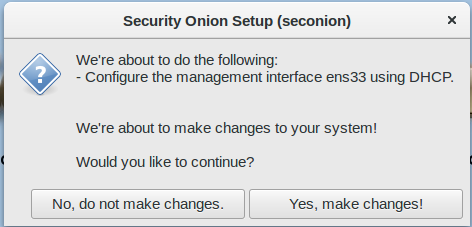 Security Onion Setup (seconion)
×
We're about to do the following:
- Configure the management interface ens33 using DHCP.
We're about to make changes to your system!
Would you like to continue?
No, do not make changes.
Yes, make changes!